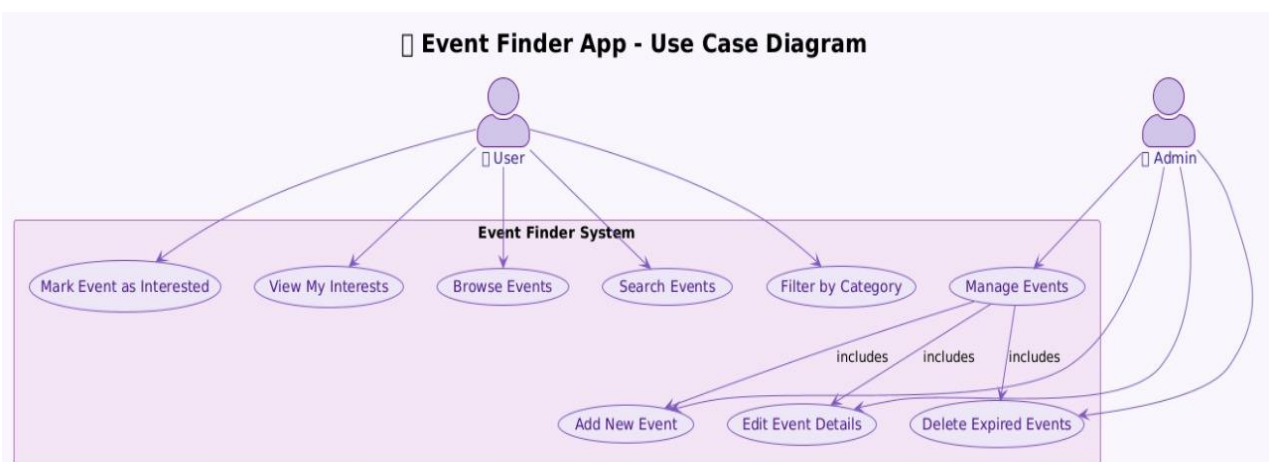 Event Finder App - Use Case Diagram
User
Admin
Event Finder System
Mark Event as Interested
View My Interests
Browse Events
Search Events
Filter by Category
Manage Events
includes
includes
includes
Add New Event
Edit Event Details
Delete Expired Events